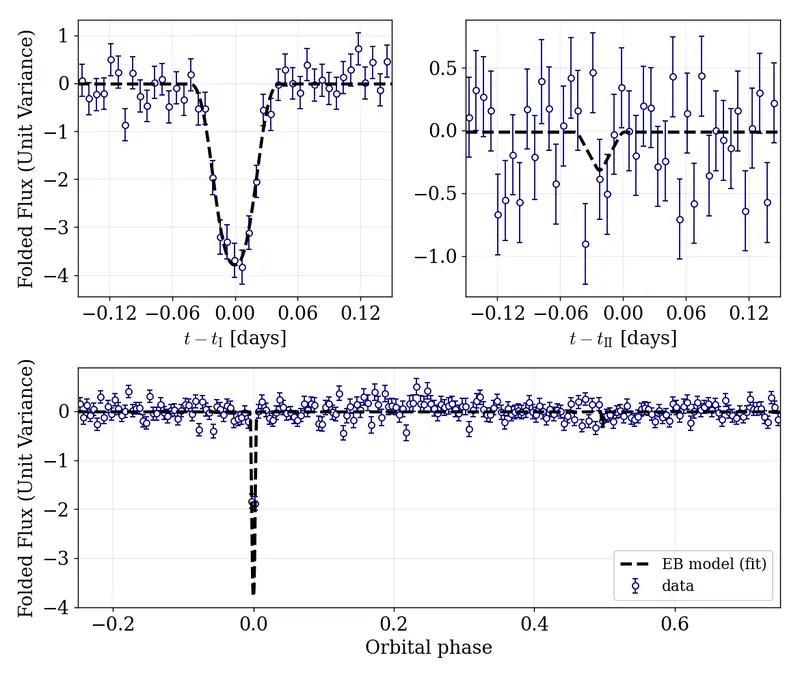 Folded Flux (Unit Variance)
1
0
−1
−2
−3
−4
−0.12 −0.06 0.00 0.06 0.12
t − t_I [days]
0.5
0.0
−0.5
−1.0
−0.12 −0.06 0.00 0.06 0.12
t − t_II [days]
Folded Flux (Unit Variance)
0
−1
−2
−3
−4
EB model (fit)
data
−0.2 0.0 0.2 0.4 0.6
Orbital phase